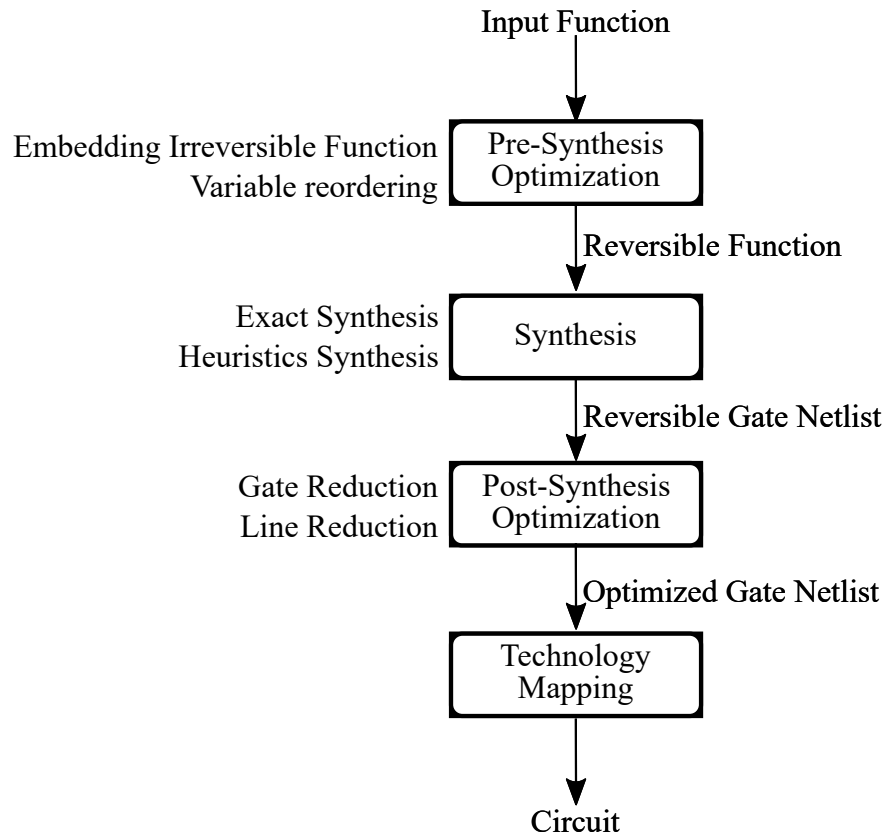 Input Function
Embedding Irreversible Function
Variable reordering
Pre-Synthesis
Optimization
Reversible Function
Exact Synthesis
Heuristics Synthesis
Synthesis
Reversible Gate Netlist
Gate Reduction
Line Reduction
Post-Synthesis
Optimization
Optimized Gate Netlist
Technology
Mapping
Circuit